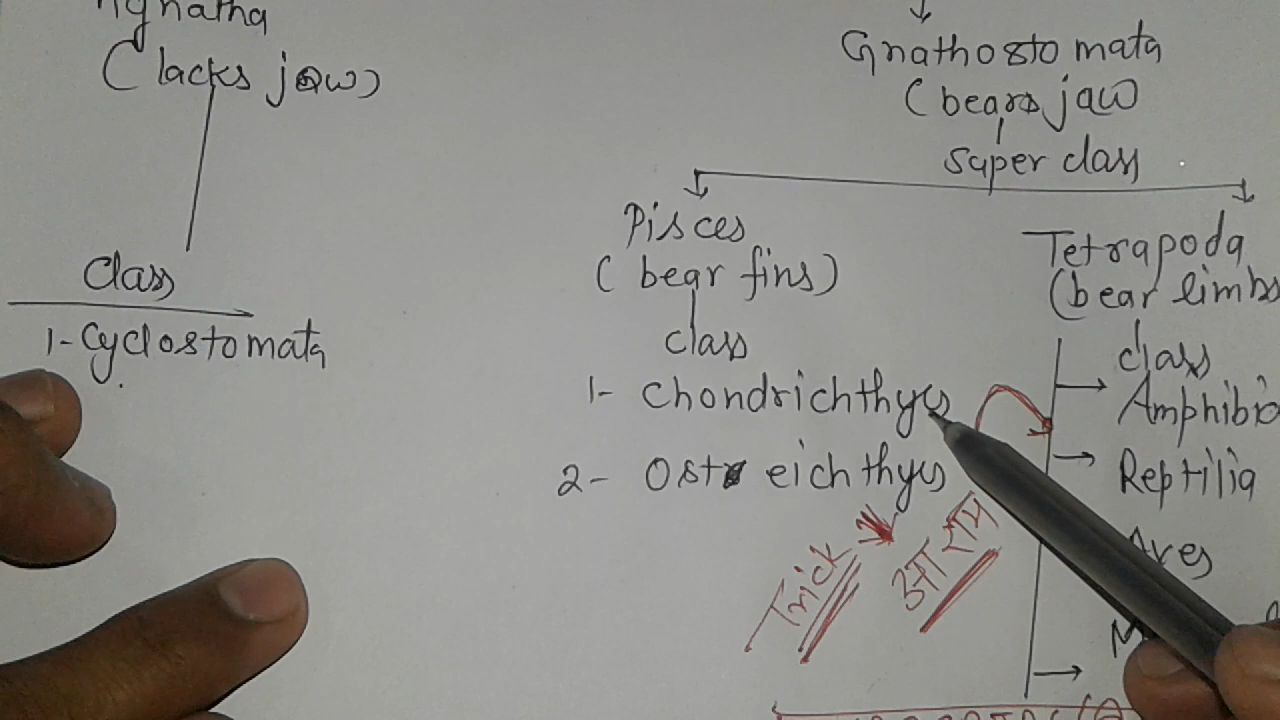 Agnatha
(lacks jaw)
Class
1- Cyclostomata
Gnathostomata
(bears jaw
super class
Pisces
(bear fins)
class
1- Chondrichthyes
2- Osteichthyes
Tetrapoda
(bear limbs
class
Amphibia
Reptilia
Aves
M
Trick